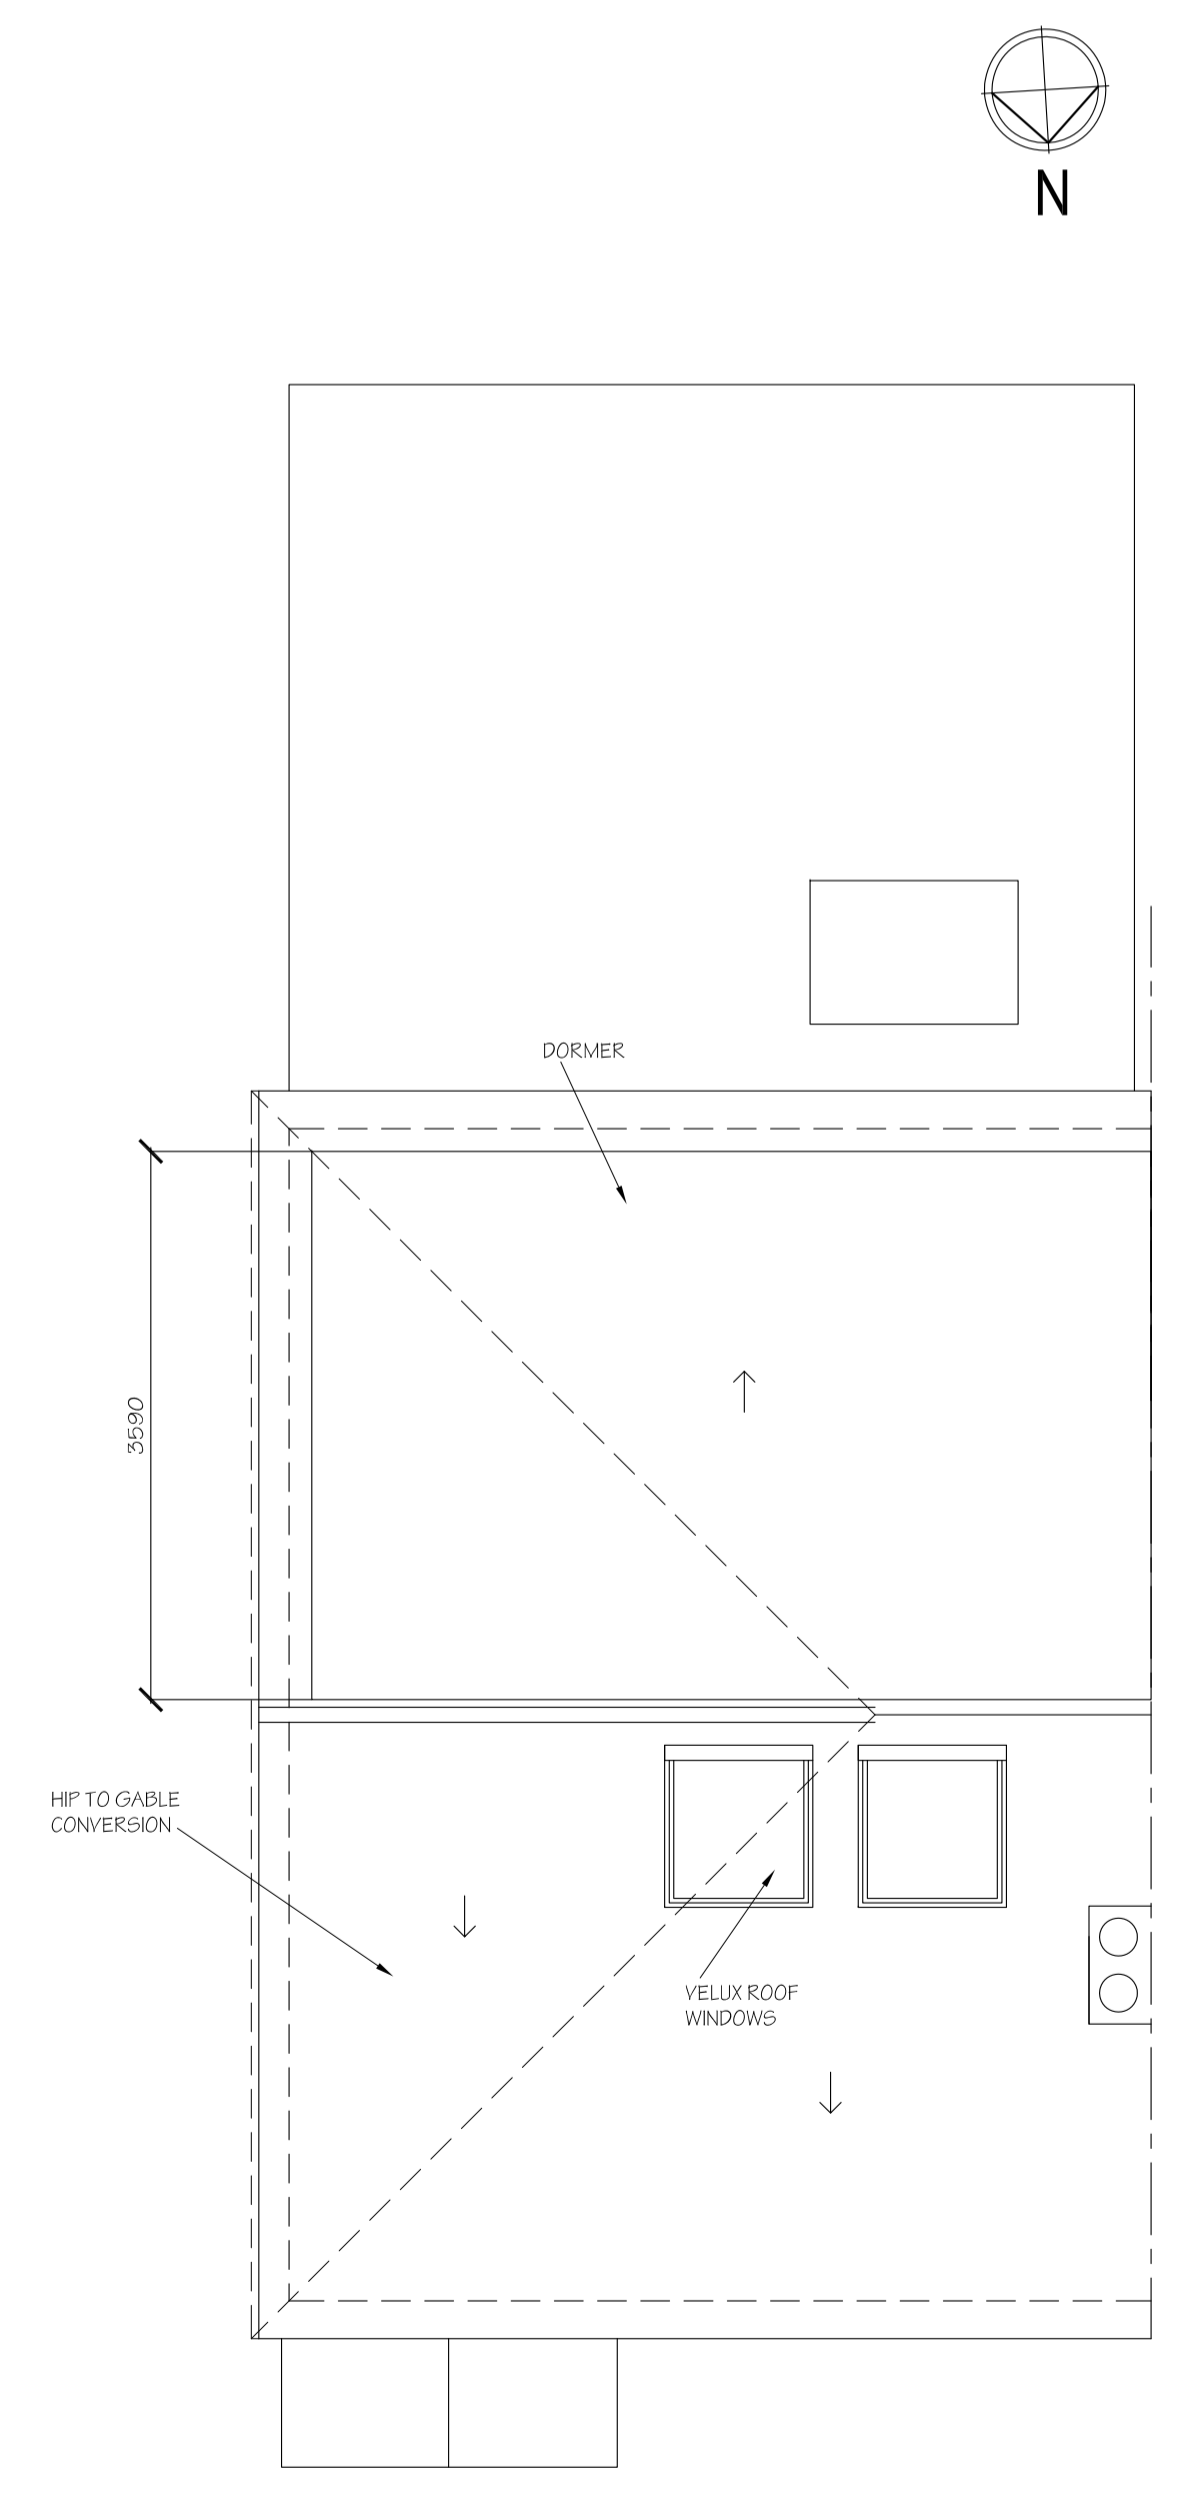 N
DORMER
3590
HIP TO GABLE
CONVERSION
VELUX ROOF
WINDOWS